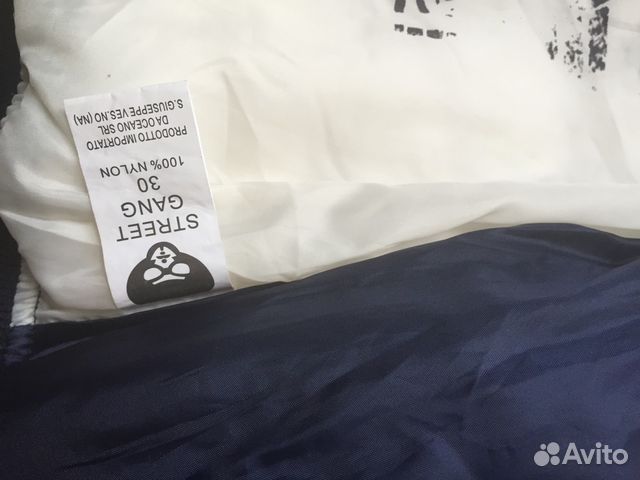 STREET
GANG
30
100% NYLON
PRODOTTO IMPORTATO
DA OCEANO SRL
S.GIUSEPPE VES.NO (NA)
Avito